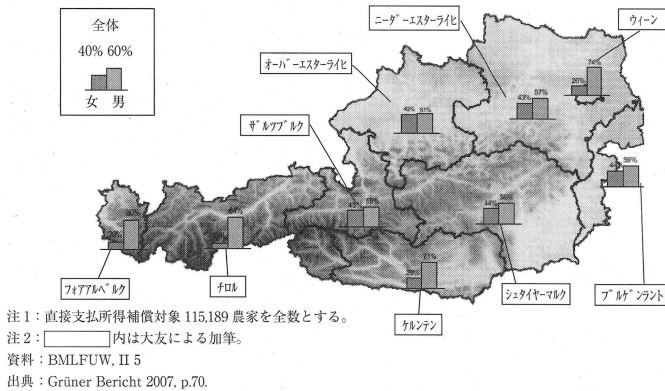 全体
40% 60%
女 男
ニーダーエスターライヒ
ウィーン
オーバーエスターライヒ
ザルツブルク
26% 74%
43% 57%
49% 51%
59%
45% 55%
44% 56%
80%
29% 71%
フォアアルベルク
チロル
ケルンテン
シュタイヤーマルク
ブルゲンラント
注1：直接支払所得補償対象 115,189 農家を全数とする。
注2： 内は大友による加筆。
資料：BMLFUW, II 5
出典：Grüner Bericht 2007, p.70.